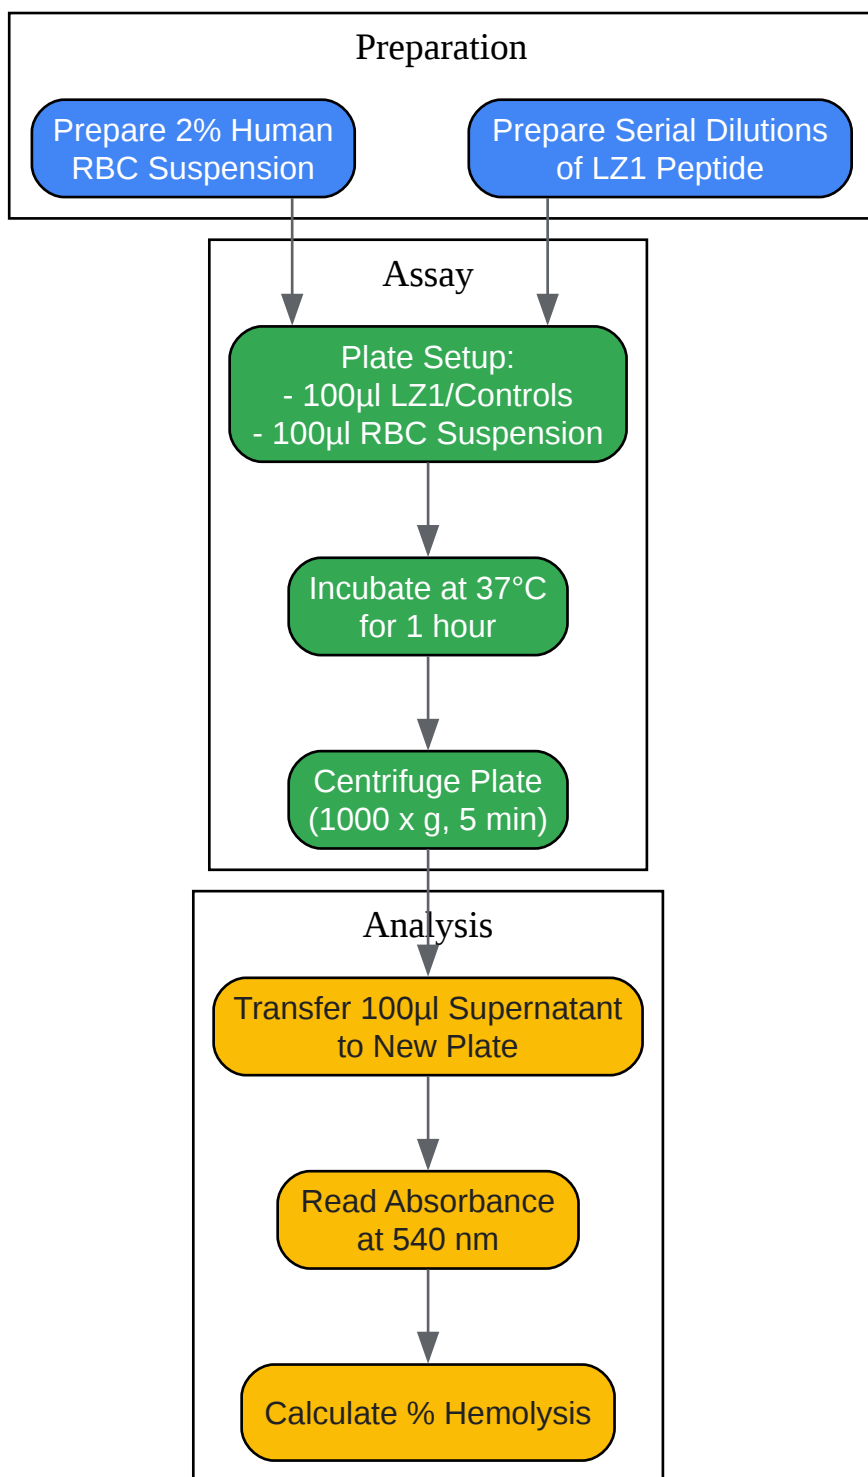 Preparation
Prepare 2% Human
RBC Suspension
Prepare Serial Dilutions
of LZ1 Peptide
Assay
Plate Setup:
- 100µl LZ1/Controls
- 100µl RBC Suspension
Incubate at 37°C
for 1 hour
Centrifuge Plate
(1000 x g, 5 min)
Analysis
Transfer 100µl Supernatant
to New Plate
Read Absorbance
at 540 nm
Calculate % Hemolysis